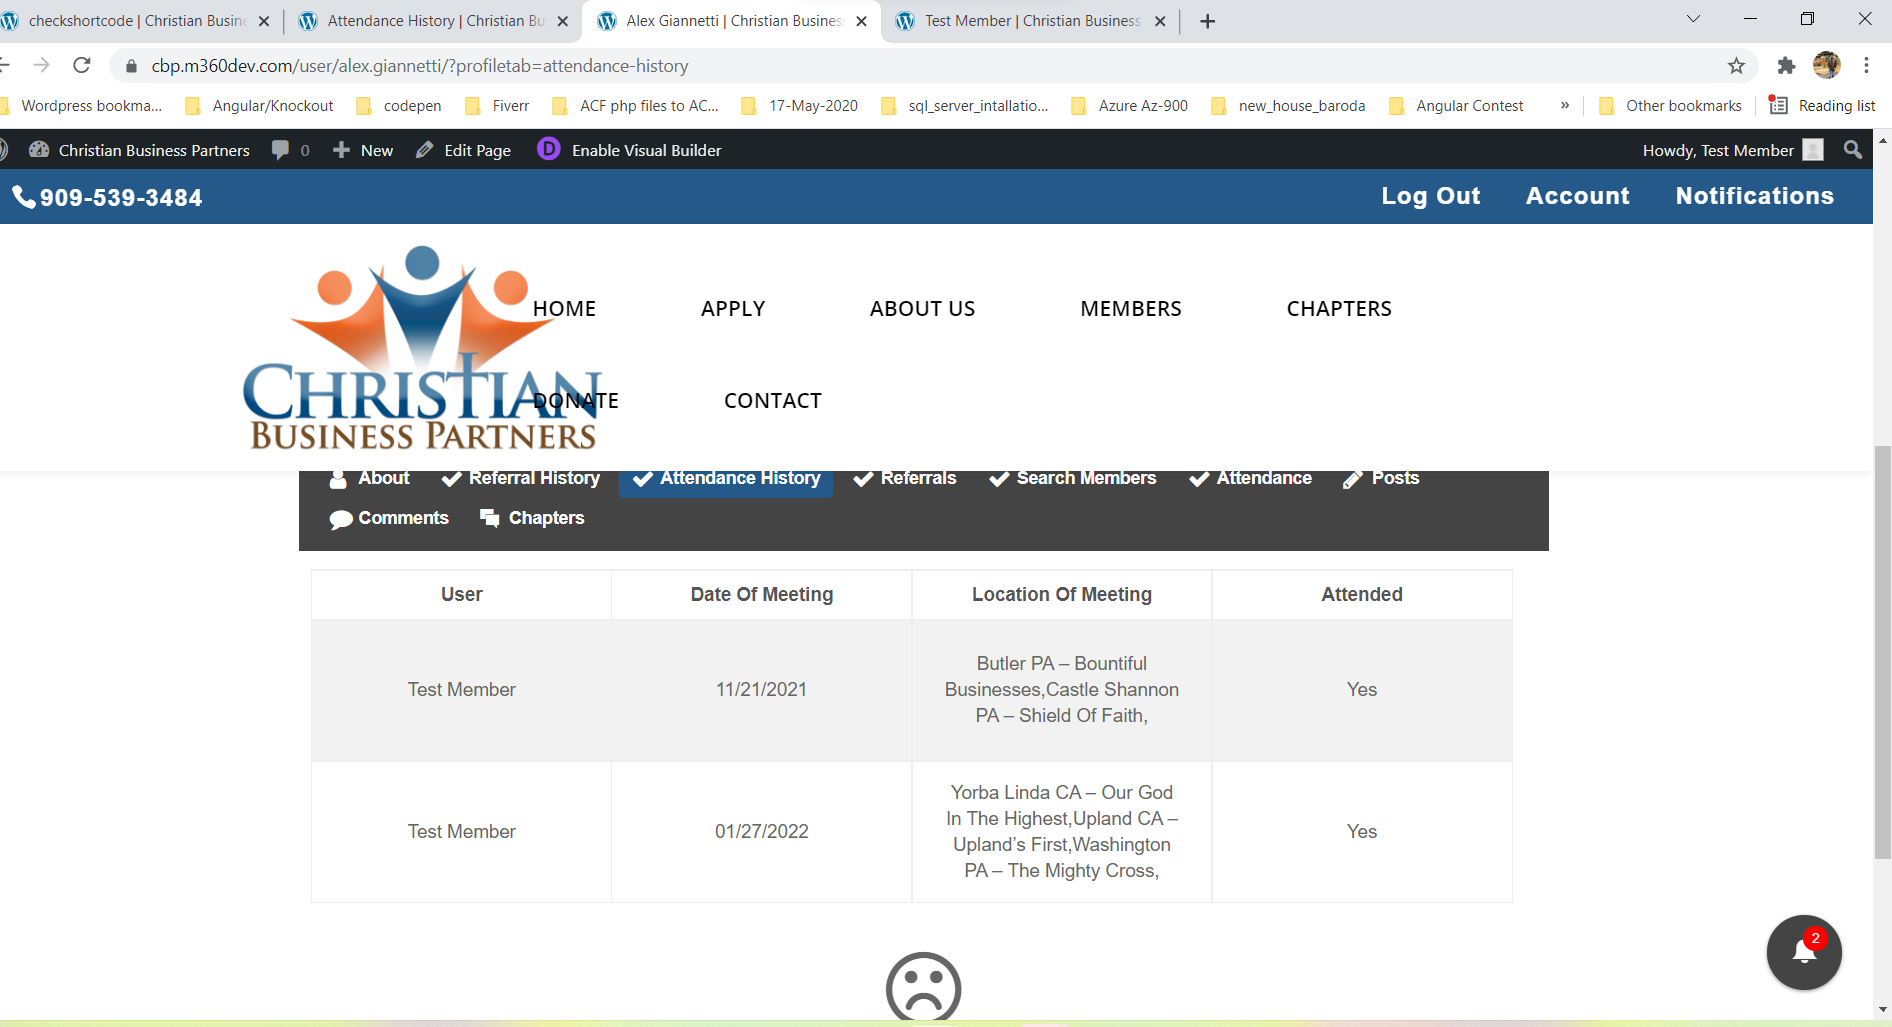 checkshortcode | Christian Busine
Attendance History | Christian Bu
Alex Giannetti | Christian Busines
Test Member | Christian Business
cbp.m360dev.com/user/alex.giannetti/?profiletab=attendance-history
Wordpress bookma...
Angular/Knockout
codepen
Fiverr
ACF php files to AC...
17-May-2020
sql_server_intallatio...
Azure Az-900
new_house_baroda
Angular Contest
»
Other bookmarks
Reading list
Christian Business Partners
0
New
Edit Page
D
Enable Visual Builder
Howdy, Test Member
909-539-3484
Log Out
Account
Notifications
HOME
APPLY
ABOUT US
MEMBERS
CHAPTERS
DONATE
CONTACT
CHRISTIAN
BUSINESS PARTNERS
About
Referral History
Attendance History
Referrals
Search Members
Attendance
Posts
Comments
Chapters
User
Date Of Meeting
Location Of Meeting
Attended
Test Member
11/21/2021
Butler PA – Bountiful
Businesses,Castle Shannon
PA – Shield Of Faith,
Yes
Test Member
01/27/2022
Yorba Linda CA – Our God
In The Highest,Upland CA –
Upland’s First,Washington
PA – The Mighty Cross,
Yes
2